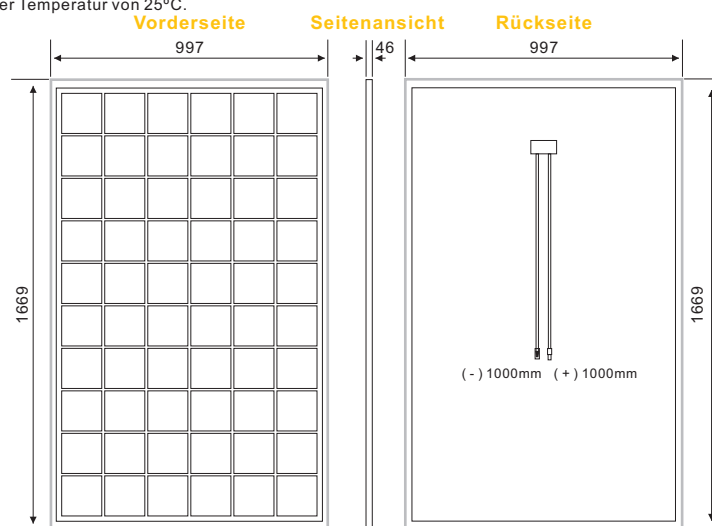 er Temperatur von 25°C.
Vorderseite Seitenansicht Rückseite
997 46 997
1669 1669
( - ) 1000mm ( + ) 1000mm